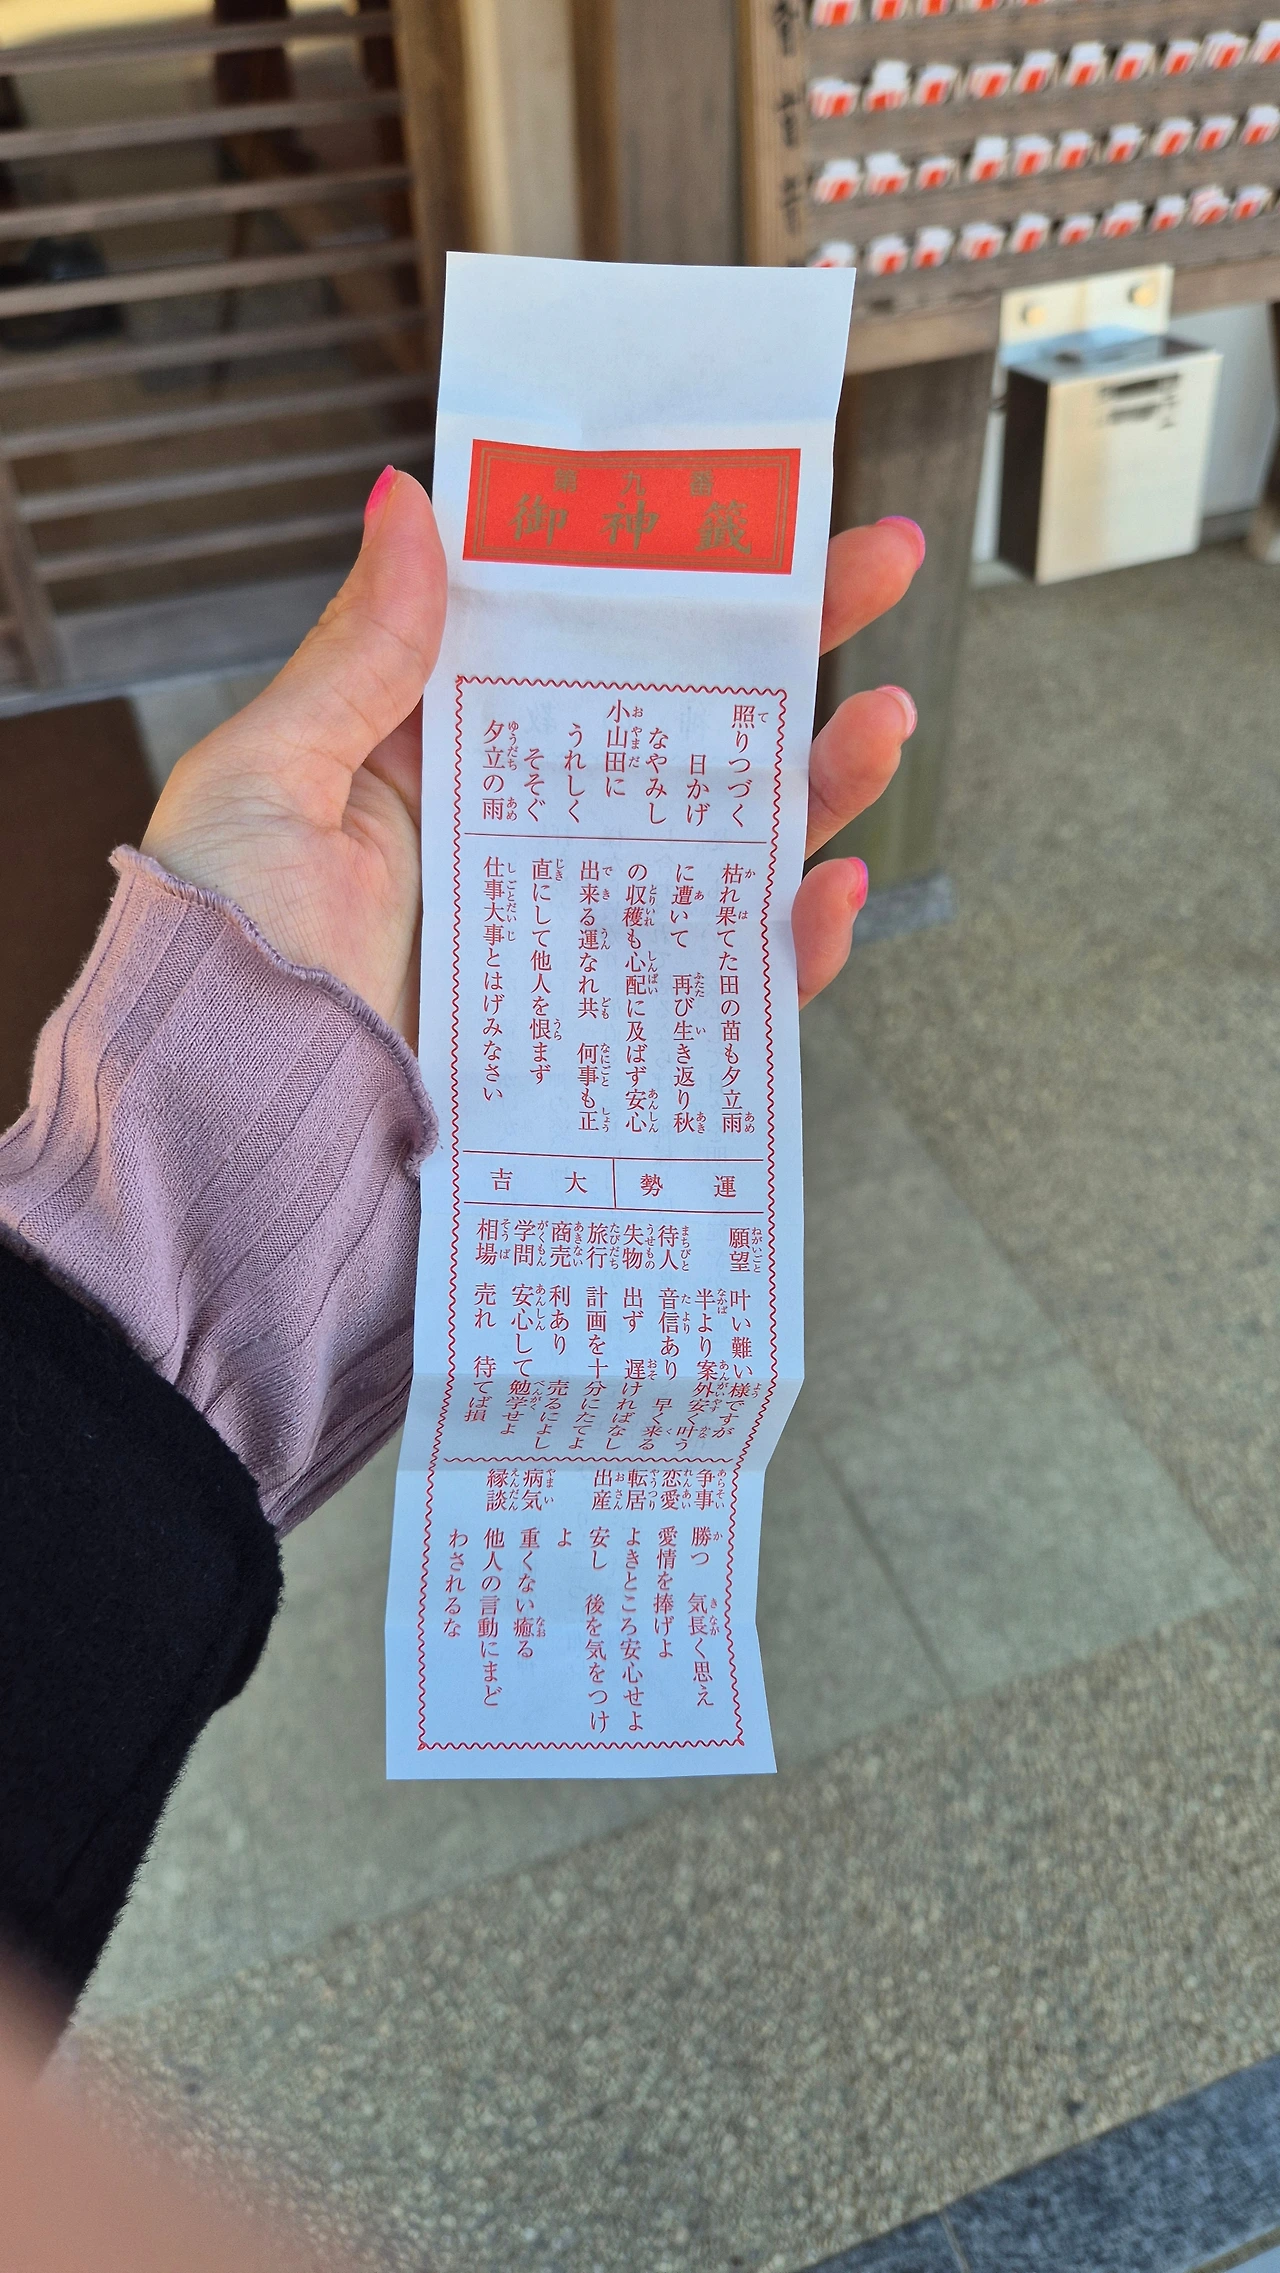 第九番
御神籤
照りつづく
日かげ
なやみし
小山田に
うれしく
そそぐ
夕立の雨
枯れ果てた田の苗も夕立雨
に遭いて 再び生き返り秋
の収穫も心配に及ばず安心
出来る運なれ共 何事も正
直にして他人を恨まず
仕事大事とはげみなさい
運勢 大吉
願望 叶い難い様ですが
半より案外安く叶う
待人 音信あり 早く来る
失物 出ず 遅ければなし
旅行 計画を十分にたてよ
商売 利あり 売るによし
学問 安心して勉学せよ
相場 売れ 待てば損
争事 勝つ 気長く思え
恋愛 愛情を捧げよ
転居 よきところ安心せよ
出産 安し 後を気をつけ
よ
病気 重くない癒る
縁談 他人の言動にまど
わされるな